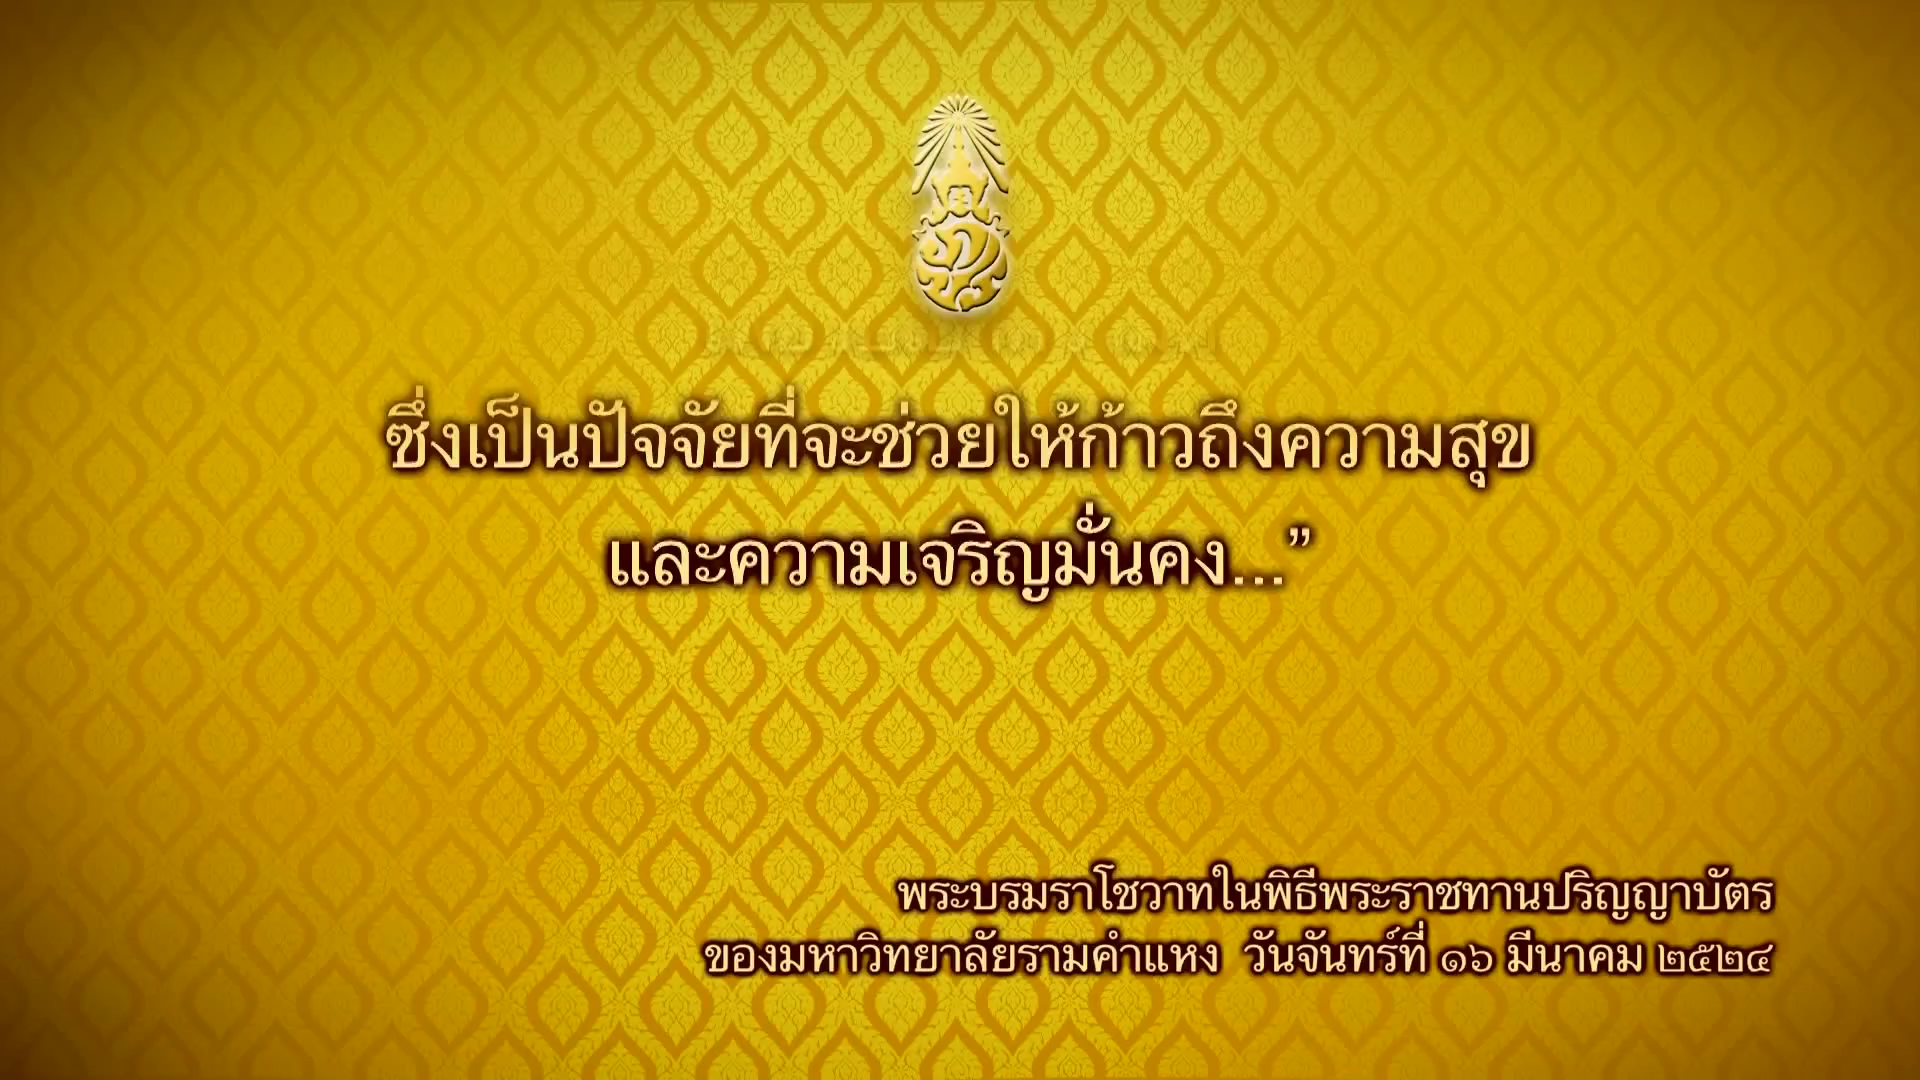 ซึ่งเป็นปัจจัยที่จะช่วยให้ก้าวถึงความสุข
และความเจริญมั่นคง...”
พระบรมราโชวาทในพิธีพระราชทานปริญญาบัตร
ของมหาวิทยาลัยรามคำแหง วันจันทร์ที่ ๑๖ มีนาคม ๒๕๒๔